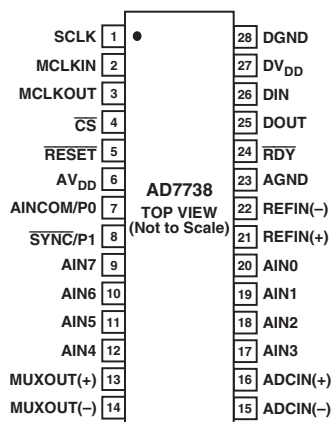 SCLK 1 28 DGND
MCLKIN 2 27 DVDD
MCLKOUT 3 26 DIN
CS 4 25 DOUT
RESET 5 24 RDY
AVDD 6 23 AGND
AD7738
AINCOM/P0 7 22 REFIN(–)
TOP VIEW
(Not to Scale)
SYNC/P1 8 21 REFIN(+)
AIN7 9 20 AIN0
AIN6 10 19 AIN1
AIN5 11 18 AIN2
AIN4 12 17 AIN3
MUXOUT(+) 13 16 ADCIN(+)
MUXOUT(–) 14 15 ADCIN(–)